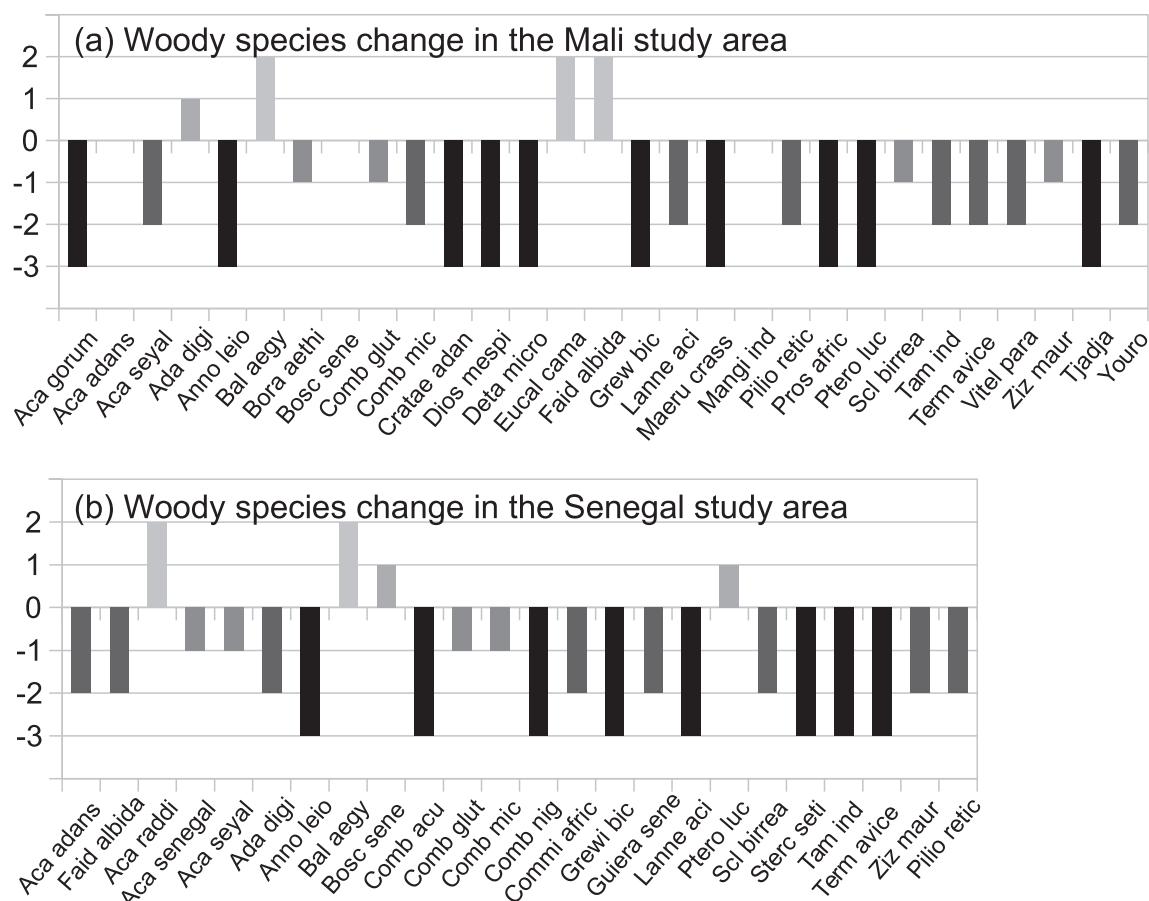 (a) Woody species change in the Mali study area
2
1
0
-1
-2
-3
Aca gorum
Aca adans
Aca seyal
Ada digi
Anno leio
Bal aegy
Bora aethi
Bosc sene
Comb glut
Comb mic
Cratae adan
Dios mespi
Deta micro
Eucal cama
Faid albida
Grew bic
Lanne aci
Maeru crass
Mangi ind
Pilio retic
Pros afric
Ptero luc
Scl birrea
Tam ind
Term avice
Vitel para
Ziz maur
Tjadja
Youro
(b) Woody species change in the Senegal study area
2
1
0
-1
-2
-3
Aca adans
Faid albida
Aca raddi
Aca senegal
Aca seyal
Ada digi
Anno leio
Bal aegy
Bosc sene
Comb acu
Comb glut
Comb mic
Comb nig
Commi afric
Grewi bic
Guiera sene
Lanne aci
Ptero luc
Scl birrea
Sterc seti
Tam ind
Term avice
Ziz maur
Pilio retic